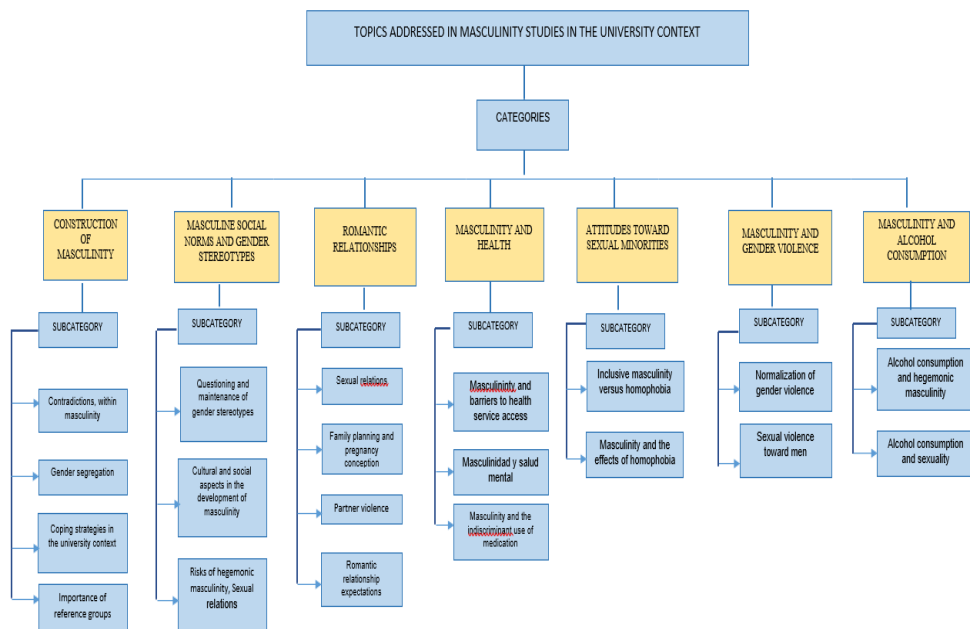 TOPICS ADDRESSED IN MASCULINITY STUDIES IN THE UNIVERSITY CONTEXT
CATEGORIES
CONSTRUCTION
OF
MASCULINITY
SUBCATEGORY
Contradictions, within
masculinity
Gender segregation
Coping strategies in
the university context
Importance of
reference groups
MASCULINE SOCIAL
NORMS AND GENDER
STEREOTYPES
SUBCATEGORY
Questioning and
maintenance of
gender stereotypes
Cultural and social
aspects in the
development of
masculinity
Risks of hegemonic
masculinity, Sexual
relations
ROMANTIC
RELATIONSHIPS
SUBCATEGORY
Sexual relations,
Family planning and
pregnancy
conception
Partner violence
Romantic
relationship
expectations
MASCULINITY AND
HEALTH
SUBCATEGORY
Masculininty and
barriers to health
service access
Masculinidad y salud
mental
Masculinity and the
indiscriminant use of
medication
ATTITUDES TOWARD
SEXUAL MINORITIES
SUBCATEGORY
Inclusive masculinity
versus homophobia
Masculinity and the
effects of homophobia
MASCULINITY AND
GENDER VIOLENCE
SUBCATEGORY
Normalization of
gender violence
Sexual violence
toward men
MASCULINITY AND
ALCOHOL
CONSUMPTION
SUBCATEGORY
Alcohol consumption
and hegemonic
masculinity
Alcohol consumption
and sexuality